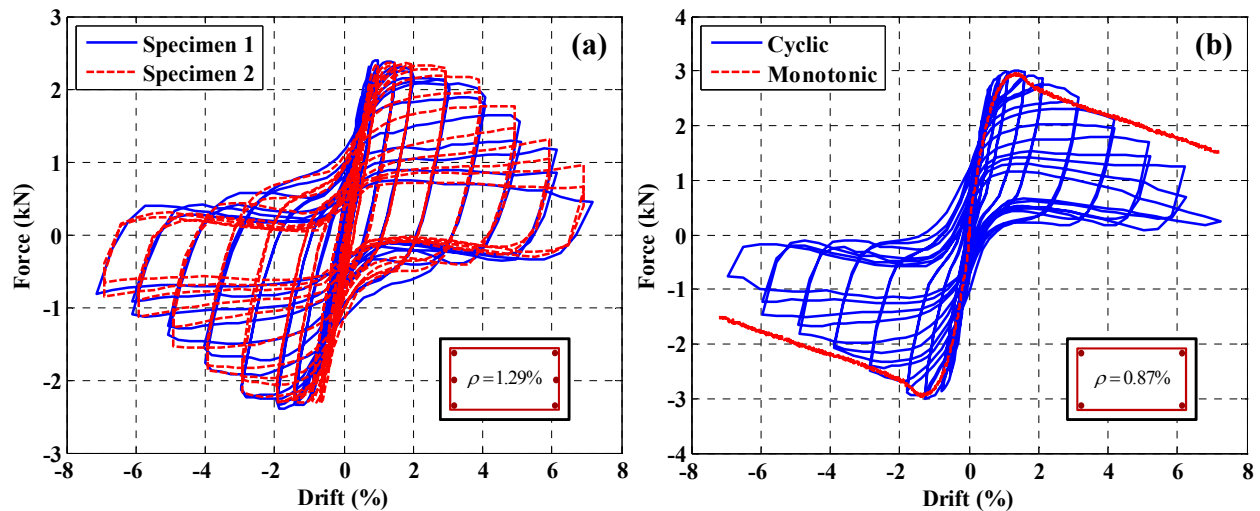 3
2
1
0
-1
-2
-3
-8 -6 -4 -2 0 2 4 6 8
Force (kN)
Drift (%)
Specimen 1
Specimen 2
(a)
ρ=1.29%
4
3
2
1
0
-1
-2
-3
-4
-8 -6 -4 -2 0 2 4 6 8
Force (kN)
Drift (%)
Cyclic
Monotonic
(b)
ρ=0.87%